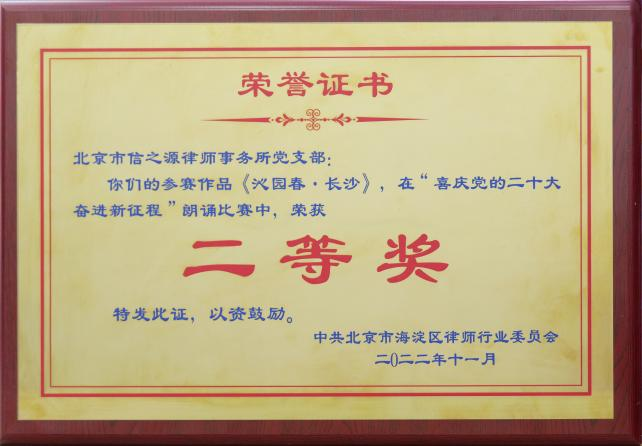 荣誉证书
北京市信之源律师事务所党支部：
你们的参赛作品《沁园春·长沙》，在“喜庆党的二十大
奋进新征程”朗诵比赛中，荣获
二等奖
特发此证，以资鼓励。
中共北京市海淀区律师行业委员会
二〇二二年十一月